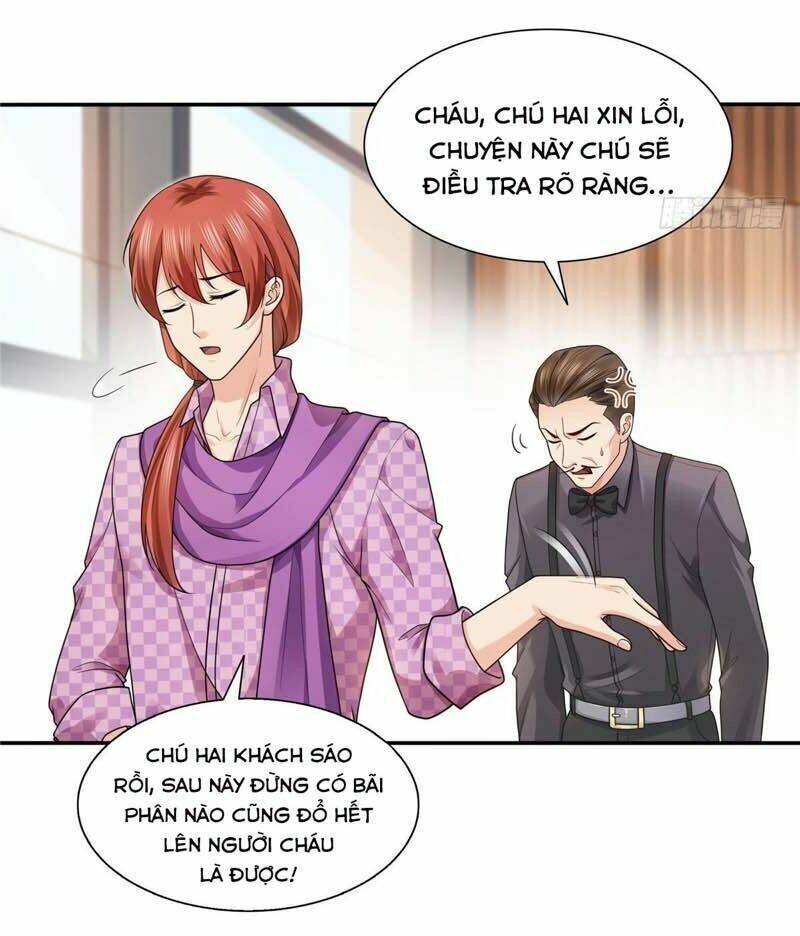 CHÁU, CHÚ HAI XIN LỖI,
CHUYỆN NÀY CHÚ SẼ
ĐIỀU TRA RÕ RÀNG...
CHÚ HAI KHÁCH SÁO
RỒI, SAU NÀY ĐỪNG CÓ BÃI
PHÂN NÀO CŨNG ĐỔ HẾT
LÊN NGƯỜI CHÁU
LÀ ĐƯỢC!